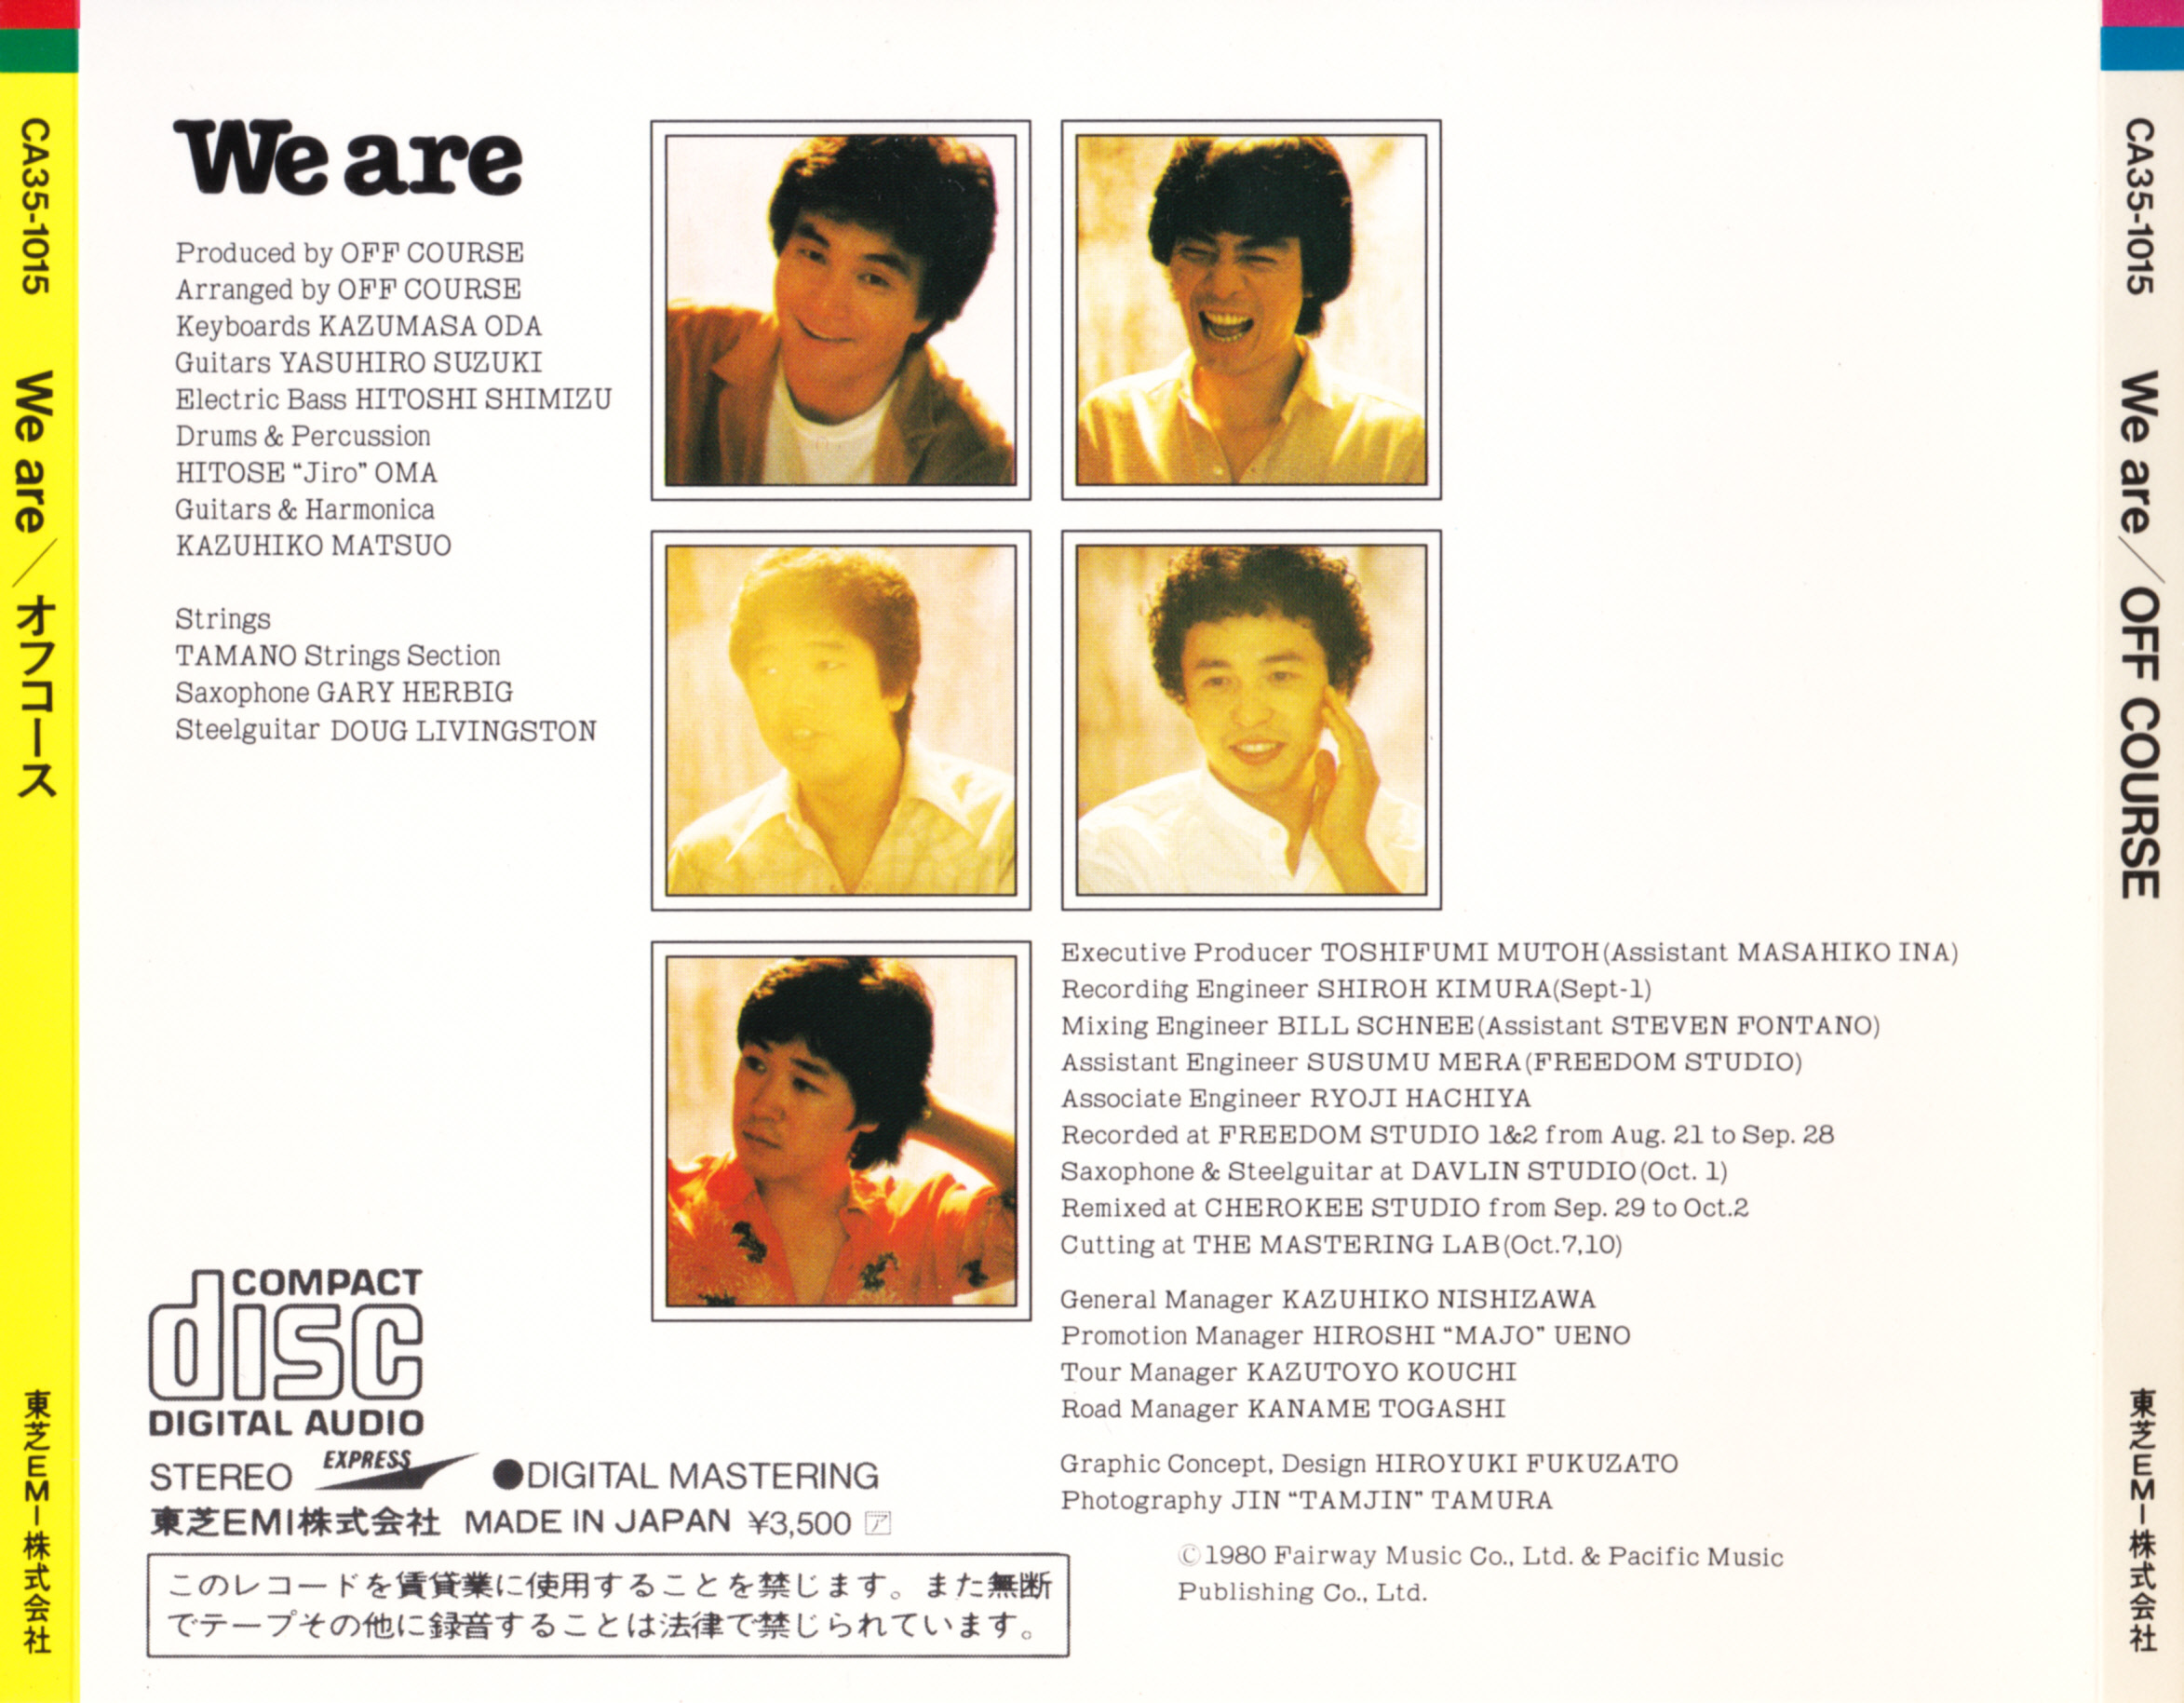 CA35-1015 We are／オフコース 東芝EMI株式会社
We are
Produced by OFF COURSE
Arranged by OFF COURSE
Keyboards KAZUMASA ODA
Guitars YASUHIRO SUZUKI
Electric Bass HITOSHI SHIMIZU
Drums & Percussion
HITOSE “Jiro” OMA
Guitars & Harmonica
KAZUHIKO MATSUO
Strings
TAMANO Strings Section
Saxophone GARY HERBIG
Steelguitar DOUG LIVINGSTON
Executive Producer TOSHIFUMI MUTOH(Assistant MASAHIKO INA)
Recording Engineer SHIROH KIMURA(Sept-1)
Mixing Engineer BILL SCHNEE(Assistant STEVEN FONTANO)
Assistant Engineer SUSUMU MERA(FREEDOM STUDIO)
Associate Engineer RYOJI HACHIYA
Recorded at FREEDOM STUDIO 1&2 from Aug. 21 to Sep. 28
Saxophone & Steelguitar at DAVLIN STUDIO(Oct. 1)
Remixed at CHEROKEE STUDIO from Sep. 29 to Oct.2
Cutting at THE MASTERING LAB(Oct.7,10)
General Manager KAZUHIKO NISHIZAWA
Promotion Manager HIROSHI “MAJO” UENO
Tour Manager KAZUTOYO KOUCHI
Road Manager KANAME TOGASHI
Graphic Concept, Design HIROYUKI FUKUZATO
Photography JIN “TAMJIN” TAMURA
©1980 Fairway Music Co., Ltd. & Pacific Music
Publishing Co., Ltd.
COMPACT
disc
DIGITAL AUDIO
STEREO EXPRESS ●DIGITAL MASTERING
東芝EMI株式会社 MADE IN JAPAN ¥3,500 ア
このレコードを賃貸業に使用することを禁じます。また無断
でテープその他に録音することは法律で禁じられています。
CA35-1015 We are／OFF COURSE 東芝EMI株式会社